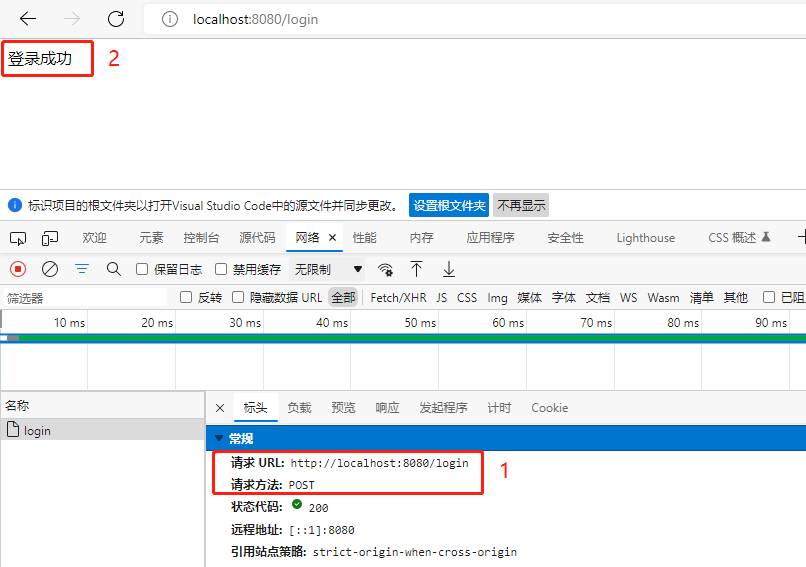 localhost:8080/login
登录成功 2
标识项目的根文件夹以打开Visual Studio Code中的源文件并同步更改。 设置根文件夹 不再显示
欢迎 元素 控制台 源代码 网络 性能 内存 应用程序 安全性 Lighthouse CSS 概述
保留日志 禁用缓存 无限制
筛选器 反转 隐藏数据 URL 全部 Fetch/XHR JS CSS Img 媒体 字体 文档 WS Wasm 清单 其他 已阻
10 ms 20 ms 30 ms 40 ms 50 ms 60 ms 70 ms 80 ms 90 ms
名称 标头 负载 预览 响应 发起程序 计时 Cookie
login 常规
请求 URL: http://localhost:8080/login 1
请求方法: POST
状态代码: 200
远程地址: [::1]:8080
引用站点策略: strict-origin-when-cross-origin